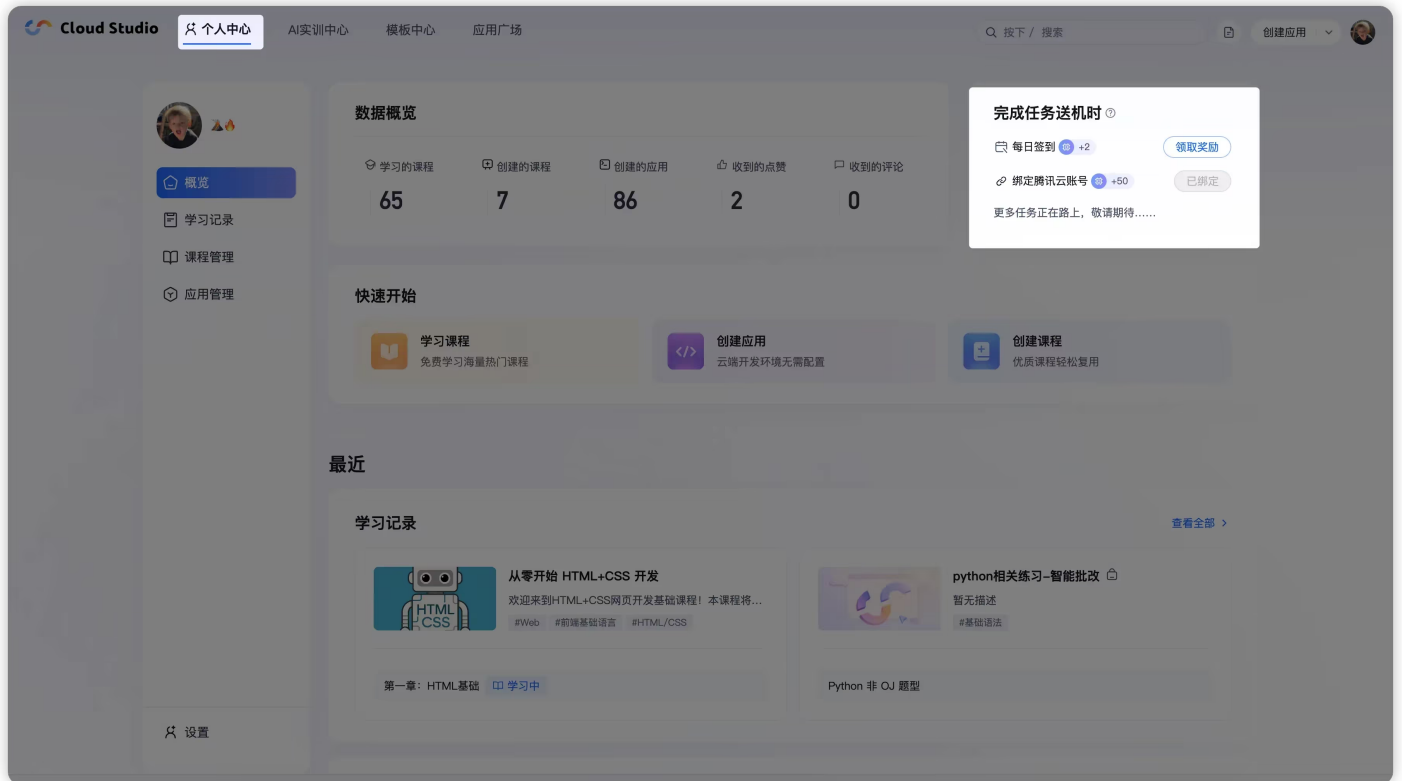 Cloud Studio 个人中心 AI实训中心 模板中心 应用广场 按下 / 搜索 创建应用
概览
学习记录
课程管理
应用管理
设置
数据概览
学习的课程 创建的课程 创建的应用 收到的点赞 收到的评论
65 7 86 2 0
完成任务送机时
每日签到 +2 领取奖励
绑定腾讯云账号 +50 已绑定
更多任务正在路上，敬请期待……
快速开始
学习课程
免费学习海量热门课程
创建应用
云端开发环境无需配置
创建课程
优质课程轻松复用
最近
学习记录 查看全部
HTML
CSS
从零开始 HTML+CSS 开发
欢迎来到HTML+CSS网页开发基础课程！本课程将...
#Web #前端基础语言 #HTML/CSS
第一章：HTML基础 学习中
python相关练习-智能批改
暂无描述
#基础语法
Python 非 OJ 题型